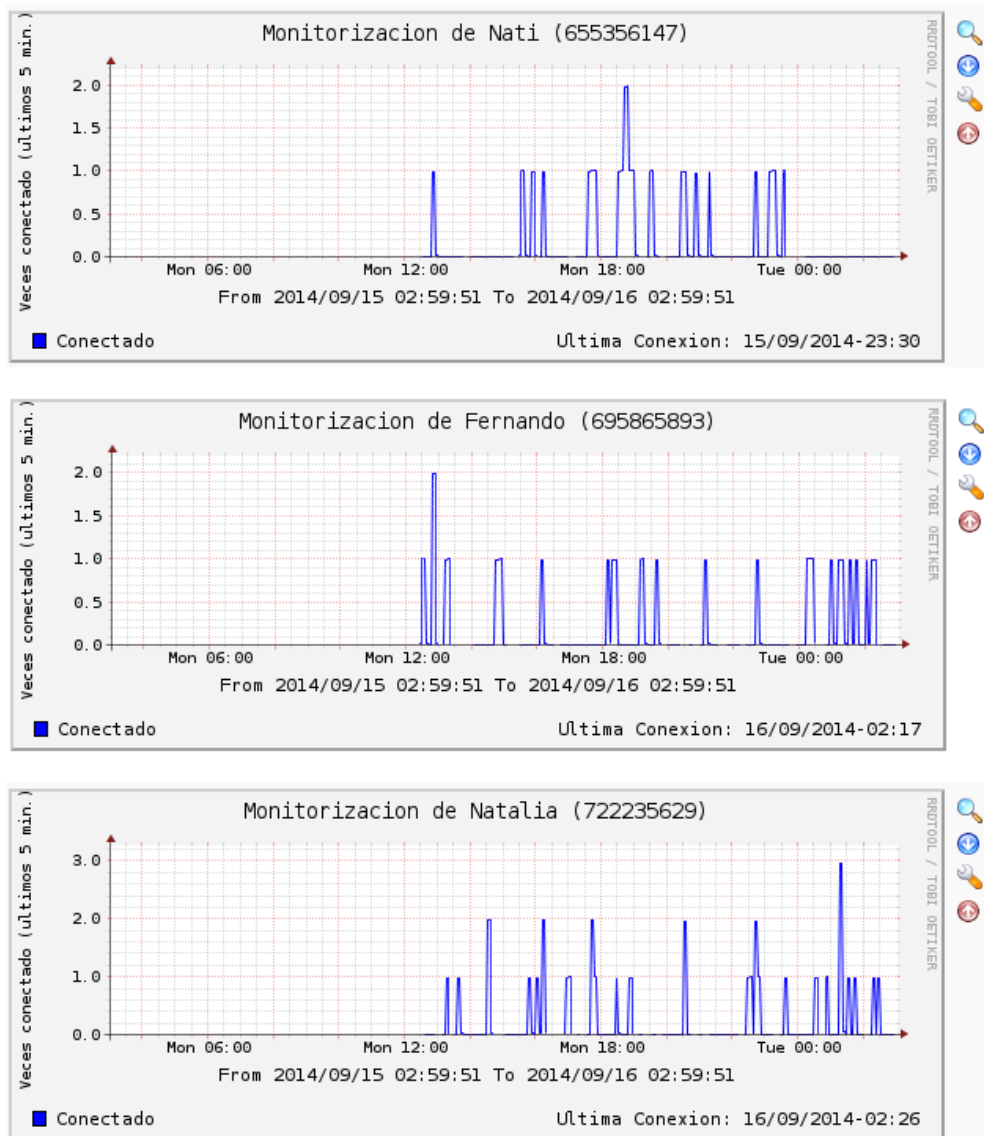 Monitorizacion de Nati (655356147)
Veces conectado (ultimos 5 min.)
RRDTOOL / TOBI OETIKER
2.0
1.5
1.0
0.5
0.0
Mon 06:00 Mon 12:00 Mon 18:00 Tue 00:00
From 2014/09/15 02:59:51 To 2014/09/16 02:59:51
Conectado Ultima Conexion: 15/09/2014-23:30
Monitorizacion de Fernando (695865893)
Veces conectado (ultimos 5 min.)
RRDTOOL / TOBI OETIKER
2.0
1.5
1.0
0.5
0.0
Mon 06:00 Mon 12:00 Mon 18:00 Tue 00:00
From 2014/09/15 02:59:51 To 2014/09/16 02:59:51
Conectado Ultima Conexion: 16/09/2014-02:17
Monitorizacion de Natalia (722235629)
Veces conectado (ultimos 5 min.)
RRDTOOL / TOBI OETIKER
3.0
2.0
1.0
0.0
Mon 06:00 Mon 12:00 Mon 18:00 Tue 00:00
From 2014/09/15 02:59:51 To 2014/09/16 02:59:51
Conectado Ultima Conexion: 16/09/2014-02:26